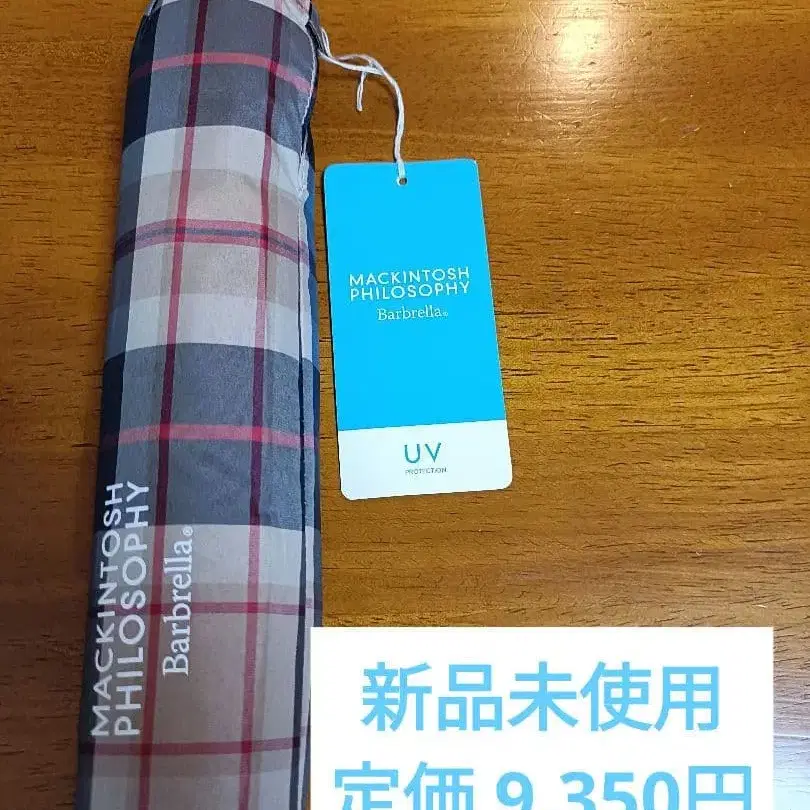 MACKINTOSH
PHILOSOPHY
Barbrella®
UV
PROTECTION
MACKINTOSH
PHILOSOPHY
Barbrella®
新品未使用
定価 9,350円